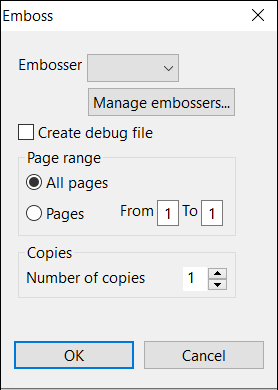 Emboss
Embosser
Manage embossers...
Create debug file
Page range
All pages
Pages From 1 To 1
Copies
Number of copies 1
OK Cancel